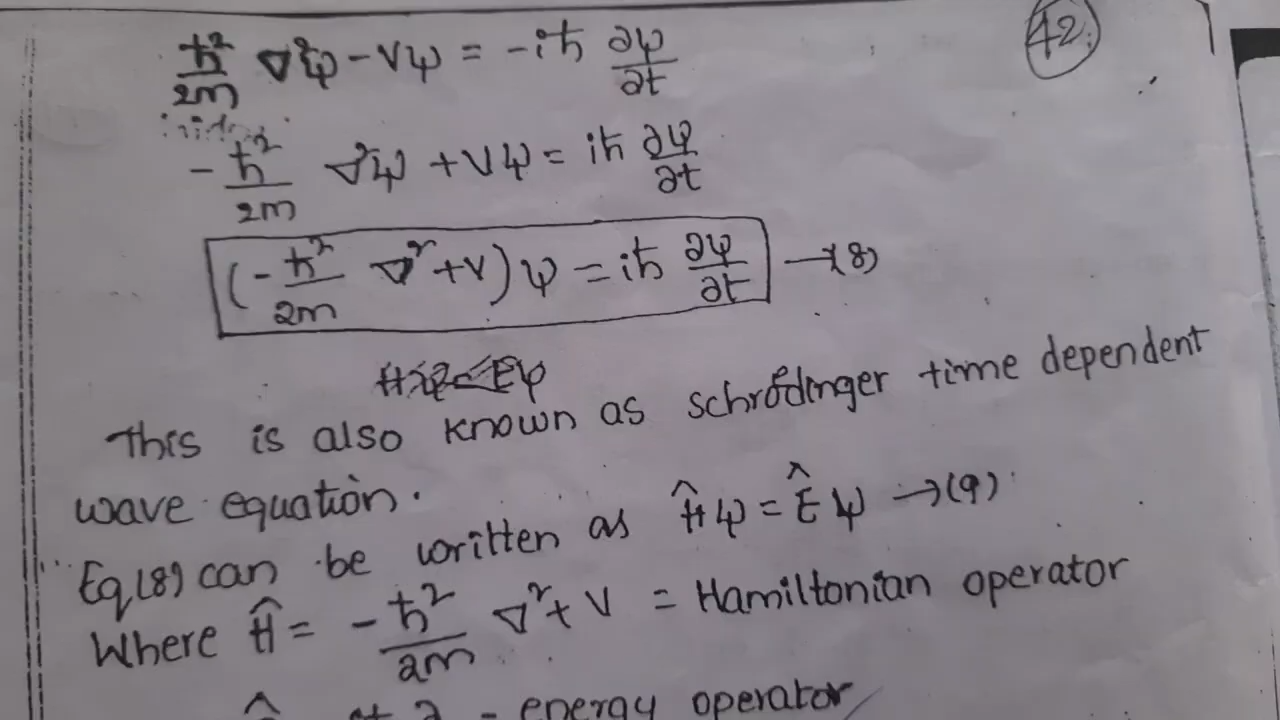 42
ħ²/2m ∇²ψ - Vψ = -iħ ∂ψ/∂t
-ħ²/2m ∇²ψ + Vψ = iħ ∂ψ/∂t
(-ħ²/2m ∇² + V) ψ = iħ ∂ψ/∂t →(8)
This is also known as schrödinger time dependent
wave equation.
Eq(8) can be written as Ĥψ = Êψ →(9)
Where Ĥ = -ħ²/2m ∇² + V = Hamiltonian operator
energy operator